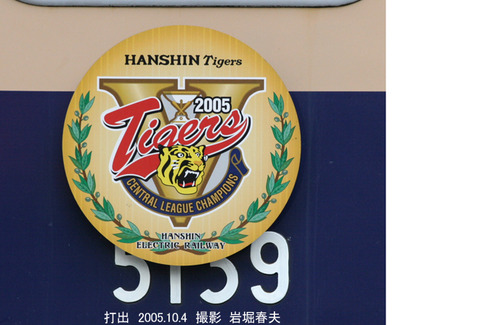 HANSHIN Tigers
2005
Tigers
CENTRAL LEAGUE CHAMPIONS
HANSHIN
ELECTRIC RAILWAY
5139
打出 2005.10.4 撮影 岩堀春夫